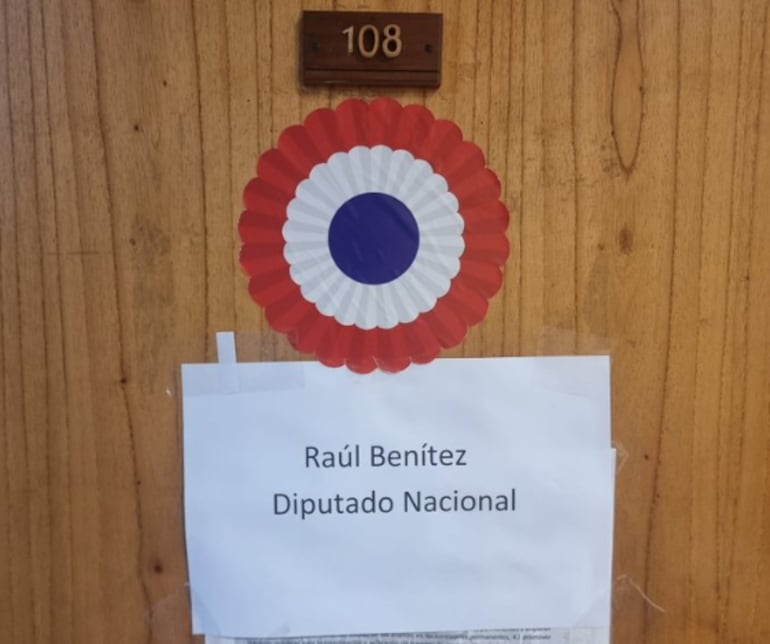 108
Raúl Benítez
Diputado Nacional